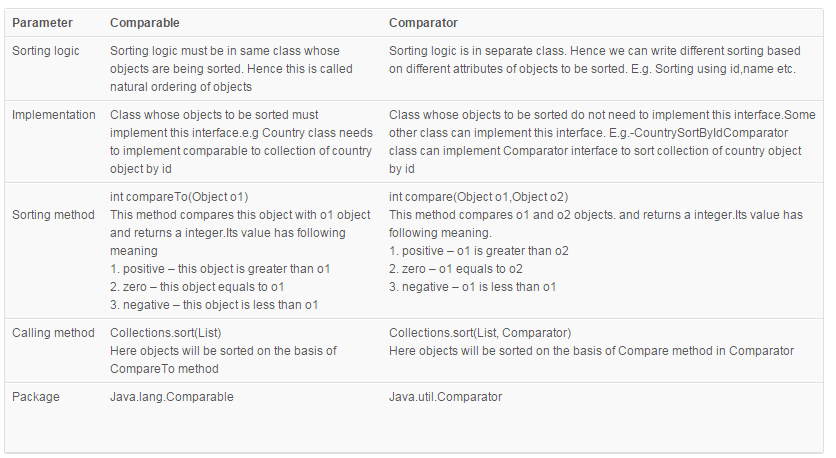 Parameter Comparable Comparator
Sorting logic
Sorting logic must be in same class whose
objects are being sorted. Hence this is called
natural ordering of objects
Sorting logic is in separate class. Hence we can write different sorting based
on different attributes of objects to be sorted. E.g. Sorting using id,name etc.
Implementation
Class whose objects to be sorted must
implement this interface.e.g Country class needs
to implement comparable to collection of country
object by id
Class whose objects to be sorted do not need to implement this interface.Some
other class can implement this interface. E.g.-CountrySortByIdComparator
class can implement Comparator interface to sort collection of country object
by id
Sorting method
int compareTo(Object o1)
This method compares this object with o1 object
and returns a integer.Its value has following
meaning
1. positive – this object is greater than o1
2. zero – this object equals to o1
3. negative – this object is less than o1
int compare(Object o1,Object o2)
This method compares o1 and o2 objects. and returns a integer.Its value has
following meaning.
1. positive – o1 is greater than o2
2. zero – o1 equals to o2
3. negative – o1 is less than o1
Calling method
Collections.sort(List)
Here objects will be sorted on the basis of
CompareTo method
Collections.sort(List, Comparator)
Here objects will be sorted on the basis of Compare method in Comparator
Package
Java.lang.Comparable
Java.util.Comparator